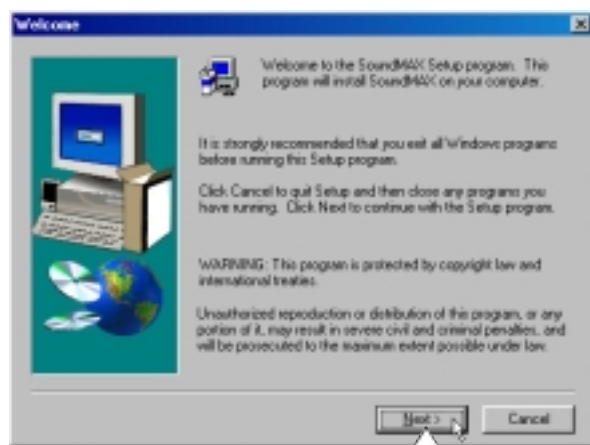 Welcome
Welcome to the SoundMAX Setup program. This
program will install SoundMAX on your computer.
It is strongly recommended that you exit all Windows programs
before running this Setup program.
Click Cancel to quit Setup and then close any programs you
have running. Click Next to continue with the Setup program.
WARNING: This program is protected by copyright law and
international treaties.
Unauthorized reproduction or distribution of this program, or any
portion of it, may result in severe civil and criminal penalties, and
will be prosecuted to the maximum extent possible under law.
Next >
Cancel